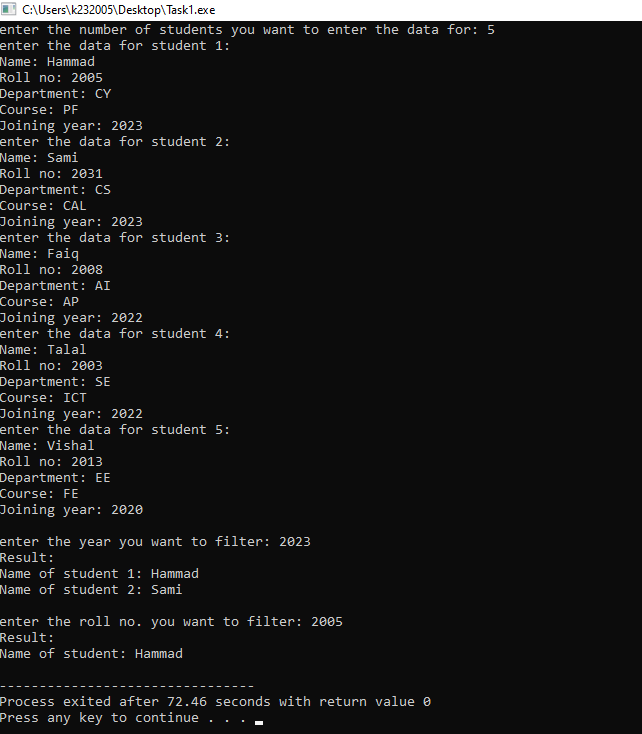 C:\Users\k232005\Desktop\Task1.exe
enter the number of students you want to enter the data for: 5
enter the data for student 1:
Name: Hammad
Roll no: 2005
Department: CY
Course: PF
Joining year: 2023
enter the data for student 2:
Name: Sami
Roll no: 2031
Department: CS
Course: CAL
Joining year: 2023
enter the data for student 3:
Name: Faiq
Roll no: 2008
Department: AI
Course: AP
Joining year: 2022
enter the data for student 4:
Name: Talal
Roll no: 2003
Department: SE
Course: ICT
Joining year: 2022
enter the data for student 5:
Name: Vishal
Roll no: 2013
Department: EE
Course: FE
Joining year: 2020
enter the year you want to filter: 2023
Result:
Name of student 1: Hammad
Name of student 2: Sami
enter the roll no. you want to filter: 2005
Result:
Name of student: Hammad
--------------------------------
Process exited after 72.46 seconds with return value 0
Press any key to continue . . .